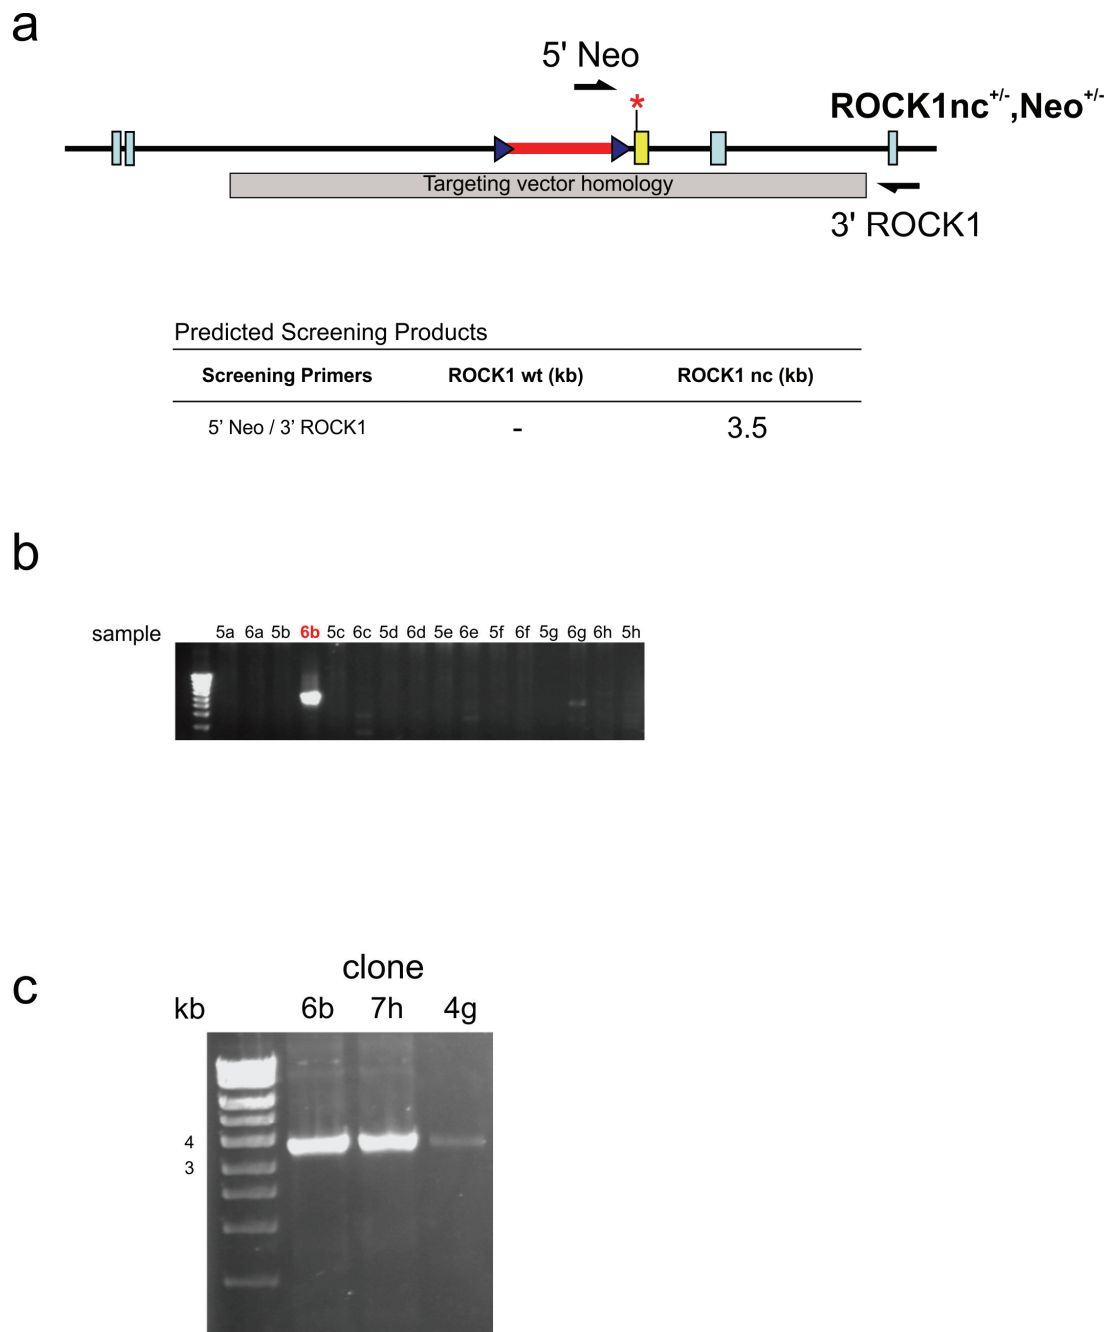 a
5' Neo
*
ROCK1nc+/-,Neo+/-
Targeting vector homology
3' ROCK1
Predicted Screening Products
Screening Primers ROCK1 wt (kb) ROCK1 nc (kb)
5’ Neo / 3’ ROCK1 - 3.5
b
sample 5a 6a 5b 6b 5c 6c 5d 6d 5e 6e 5f 6f 5g 6g 6h 5h
c
clone
kb 6b 7h 4g
4
3